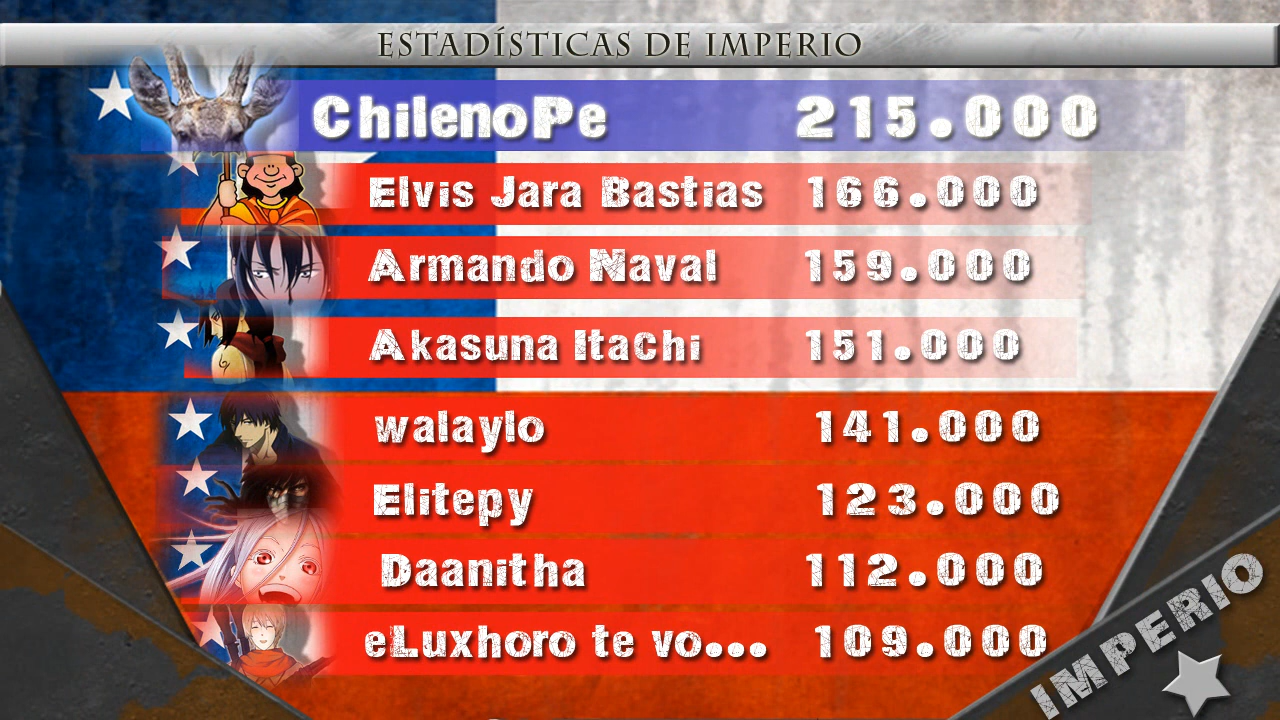 ESTADÍSTICAS DE IMPERIO
ChilenoPe 215.000
Elvis Jara Bastias 166.000
Armando Naval 159.000
Akasuna Itachi 151.000
walaylo 141.000
Elitepy 123.000
Daanitha 112.000
eLuxhoro te vo... 109.000
IMPERIO